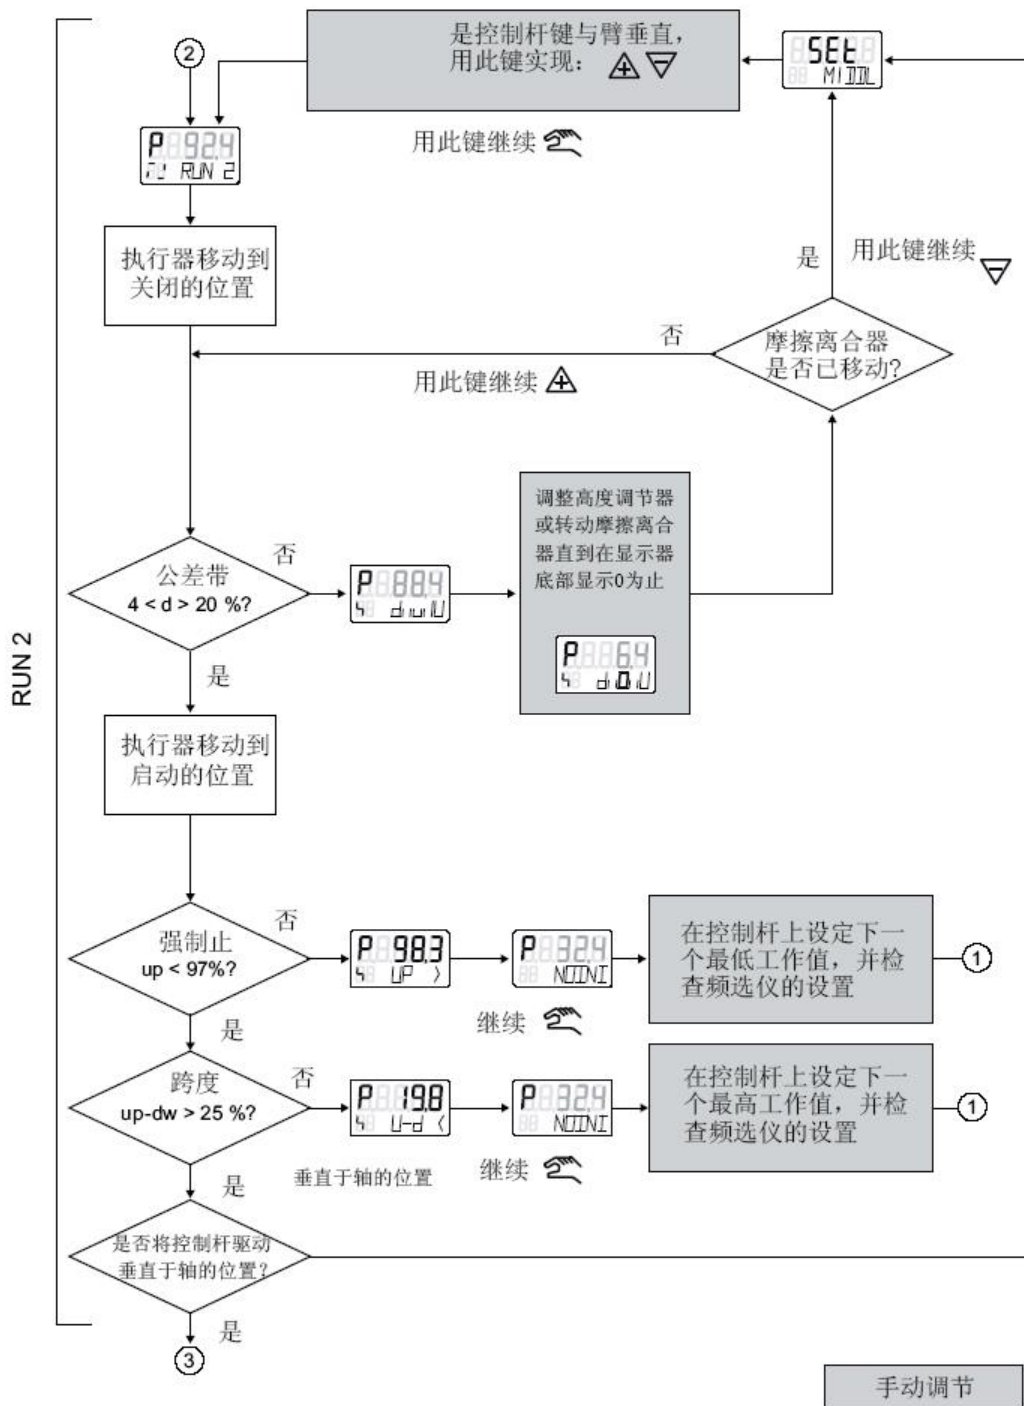 ②
是控制杆键与臂垂直,
用此键实现:
SEt
MIDDL
用此键继续
P 92.4
RUN 2
执行器移动到
关闭的位置
是
用此键继续
否
摩擦离合器
是否已移动?
用此键继续
调整高度调节器
或转动摩擦离合
器直到在显示器
底部显示0为止
P 6.4
否
公差带
4 < d > 20 %?
P 88.4
RUN 2
是
执行器移动到
启动的位置
否
强制止
up < 97%?
P 98.3
UP >
P 32.4
NOINI
在控制杆上设定下一
个最低工作值, 并检
查频选仪的设置
①
继续
是
否
跨度
up-dw > 25 %?
P 19.8
U-d <
P 32.4
NOINI
在控制杆上设定下一
个最高工作值, 并检
查频选仪的设置
①
继续
垂直于轴的位置
是
是否将控制杆驱动
垂直于轴的位置?
是
③
手动调节